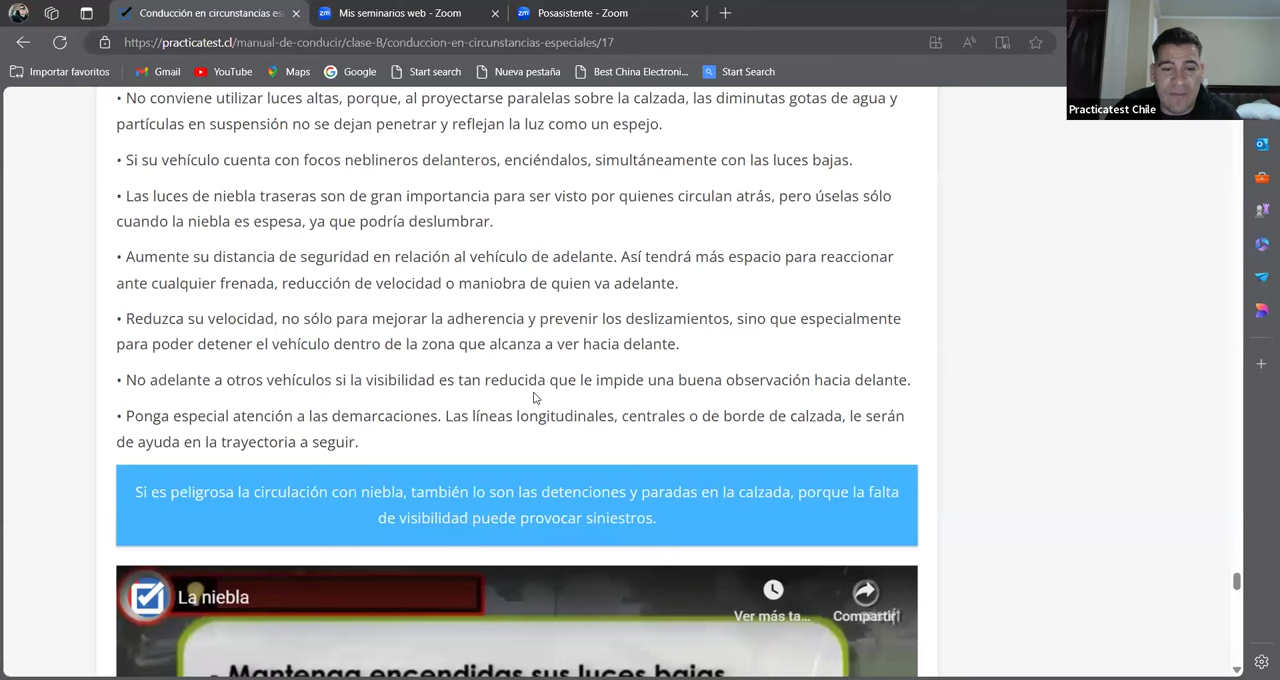 Conducción en circunstancias es
Mis seminarios web - Zoom
Posasistente - Zoom
https://practicatest.cl/manual-de-conducir/clase-B/conduccion-en-circunstancias-especiales/17
Importar favoritos
Gmail
YouTube
Maps
Google
Start search
Nueva pestaña
Best China Electroni...
Start Search
Practicatest Chile
• No conviene utilizar luces altas, porque, al proyectarse paralelas sobre la calzada, las diminutas gotas de agua y
partículas en suspensión no se dejan penetrar y reflejan la luz como un espejo.
• Si su vehículo cuenta con focos neblineros delanteros, enciéndalos, simultáneamente con las luces bajas.
• Las luces de niebla traseras son de gran importancia para ser visto por quienes circulan atrás, pero úselas sólo
cuando la niebla es espesa, ya que podría deslumbrar.
• Aumente su distancia de seguridad en relación al vehículo de adelante. Así tendrá más espacio para reaccionar
ante cualquier frenada, reducción de velocidad o maniobra de quien va adelante.
• Reduzca su velocidad, no sólo para mejorar la adherencia y prevenir los deslizamientos, sino que especialmente
para poder detener el vehículo dentro de la zona que alcanza a ver hacia delante.
• No adelante a otros vehículos si la visibilidad es tan reducida que le impide una buena observación hacia delante.
• Ponga especial atención a las demarcaciones. Las líneas longitudinales, centrales o de borde de calzada, le serán
de ayuda en la trayectoria a seguir.
Si es peligrosa la circulación con niebla, también lo son las detenciones y paradas en la calzada, porque la falta
de visibilidad puede provocar siniestros.
La niebla
Ver más ta...
Compartir
- Mantenga encendidas sus luces bajas